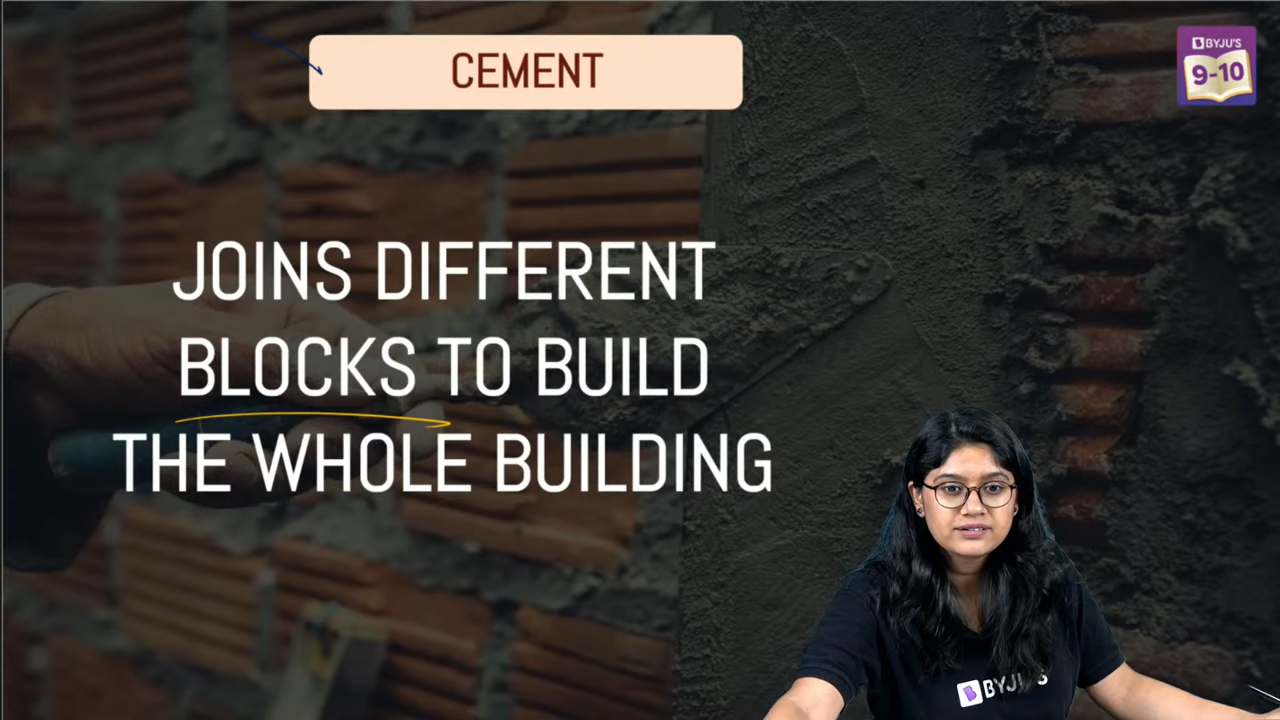 CEMENT
BYJU'S
9-10
JOINS DIFFERENT
BLOCKS TO BUILD
THE WHOLE BUILDING
BYJU'S